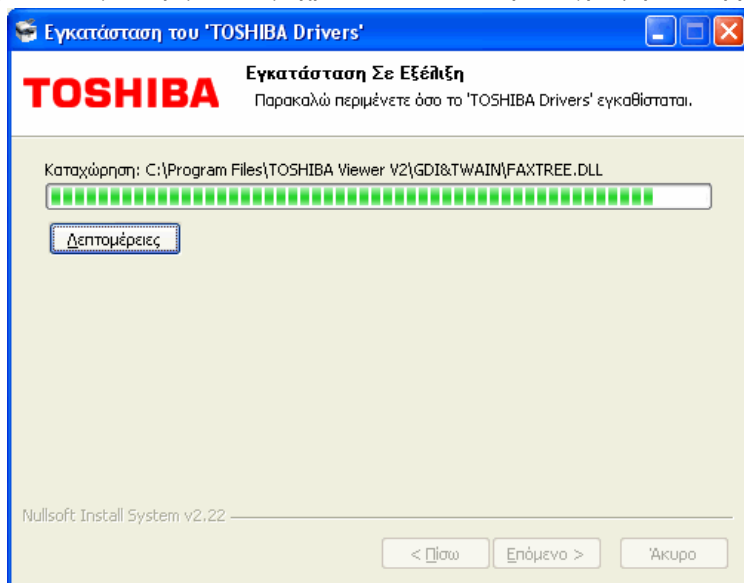 Εγκατάσταση του 'TOSHIBA Drivers'
TOSHIBA
Εγκατάσταση Σε Εξέλιξη
Παρακαλώ περιμένετε όσο το 'TOSHIBA Drivers' εγκαθίσταται.
Καταχώρηση: C:\Program Files\TOSHIBA Viewer V2\GDI&TWAIN\FAXTREE.DLL
Λεπτομέρειες
Nullsoft Install System v2.22
< Πίσω
Επόμενο >
Άκυρο